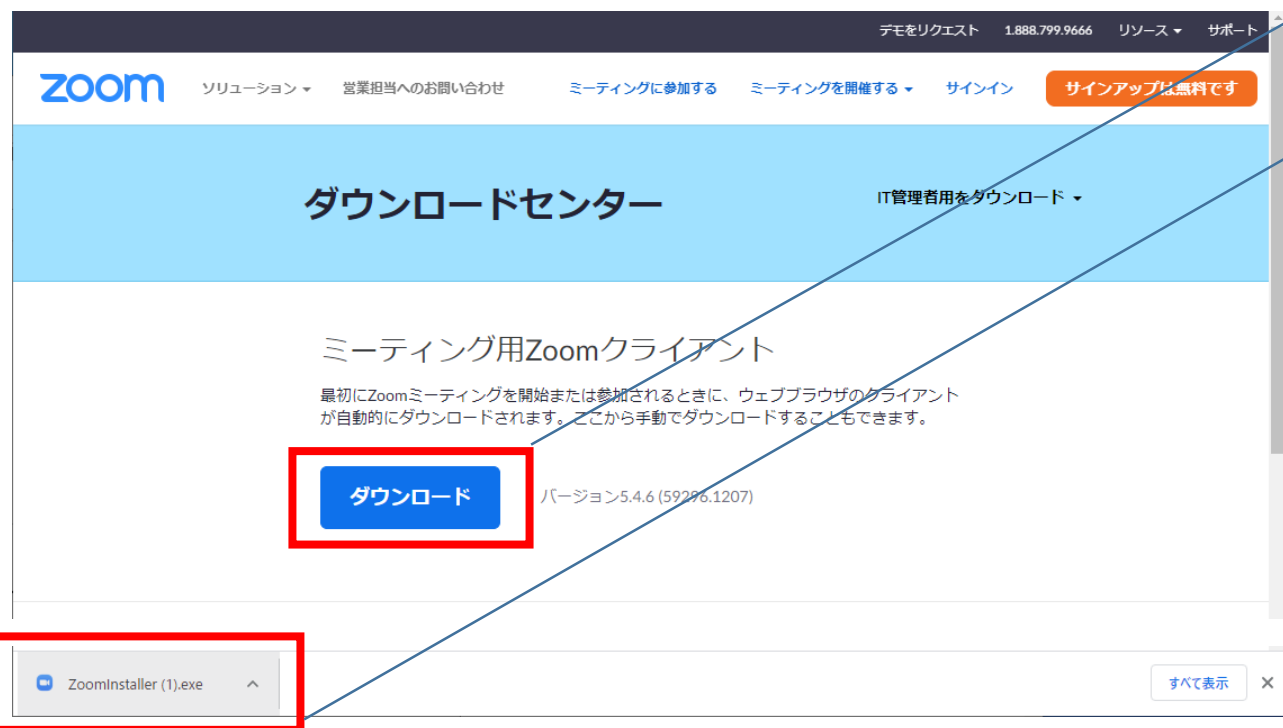 デモをリクエスト 1.888.799.9666 リソース サポート
zoom ソリューション 営業担当へのお問い合わせ ミーティングに参加する ミーティングを開催する サインイン サインアップは無料です
ダウンロードセンター IT管理者用をダウンロード
ミーティング用Zoomクライアント
最初にZoomミーティングを開始または参加されるときに、ウェブブラウザのクライアント
が自動的にダウンロードされます。ここから手動でダウンロードすることもできます。
ダウンロード バージョン5.4.6 (59296.1207)
ZoomInstaller (1).exe すべて表示